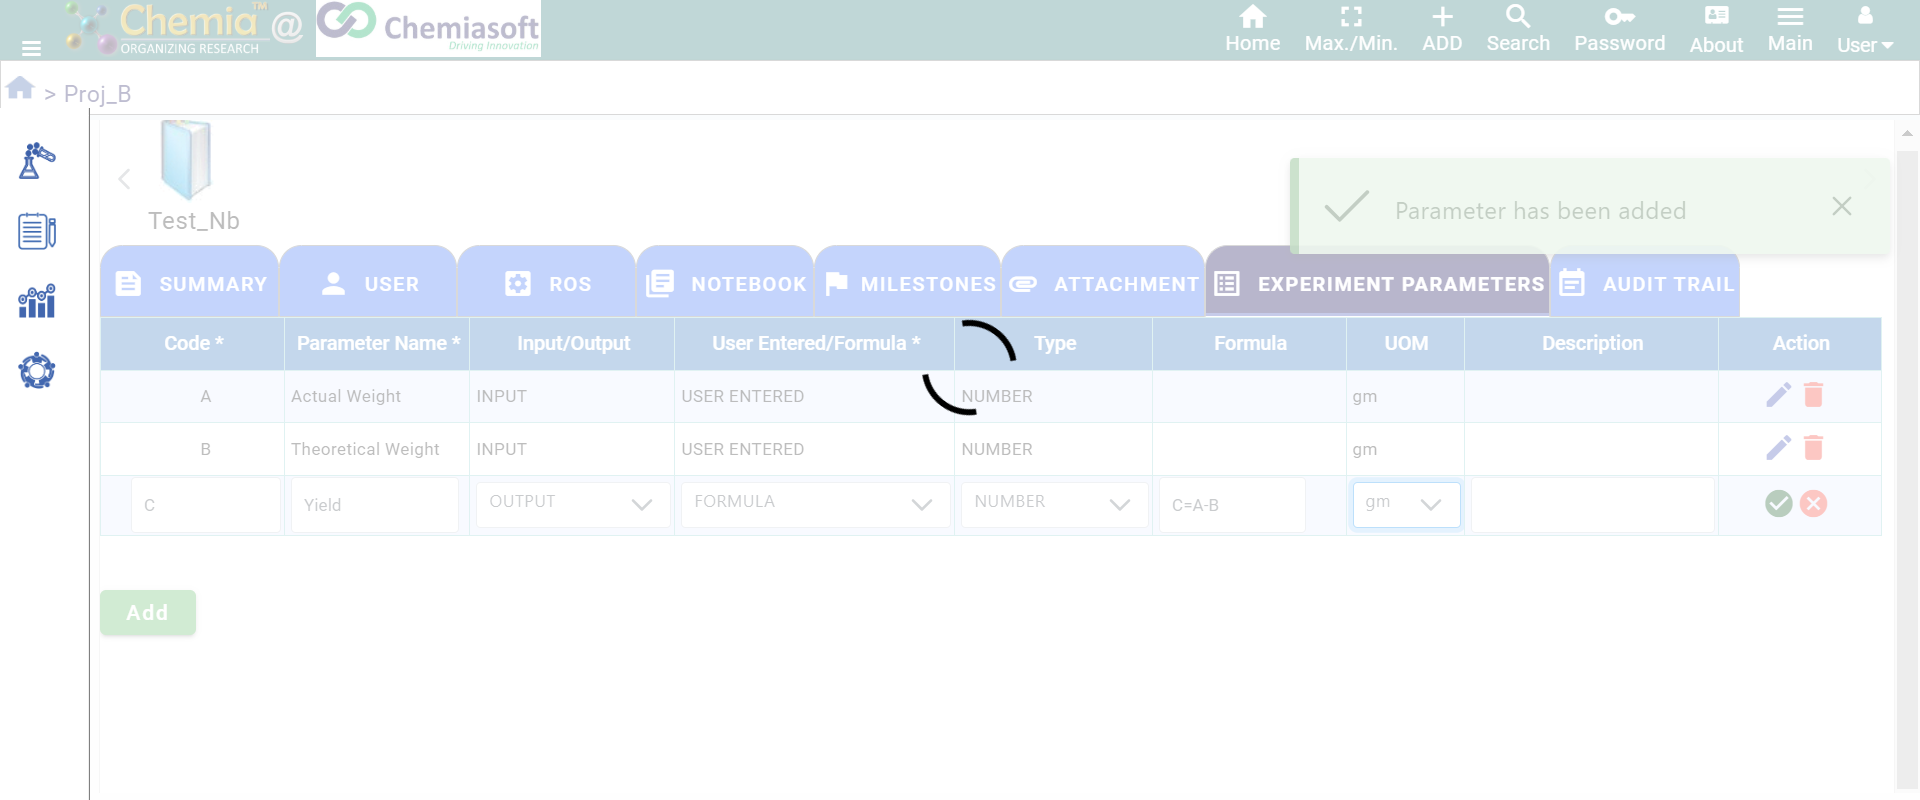 Chemia™ @
ORGANIZING RESEARCH
Chemiasoft
Driving Innovation
Home Max./Min. ADD Search Password About Main User
> Proj_B
Test_Nb
Parameter has been added
SUMMARY USER ROS NOTEBOOK MILESTONES ATTACHMENT EXPERIMENT PARAMETERS AUDIT TRAIL
Code * Parameter Name * Input/Output User Entered/Formula * Type Formula UOM Description Action
A Actual Weight INPUT USER ENTERED NUMBER gm
B Theoretical Weight INPUT USER ENTERED NUMBER gm
C Yield OUTPUT FORMULA NUMBER C=A-B gm
Add